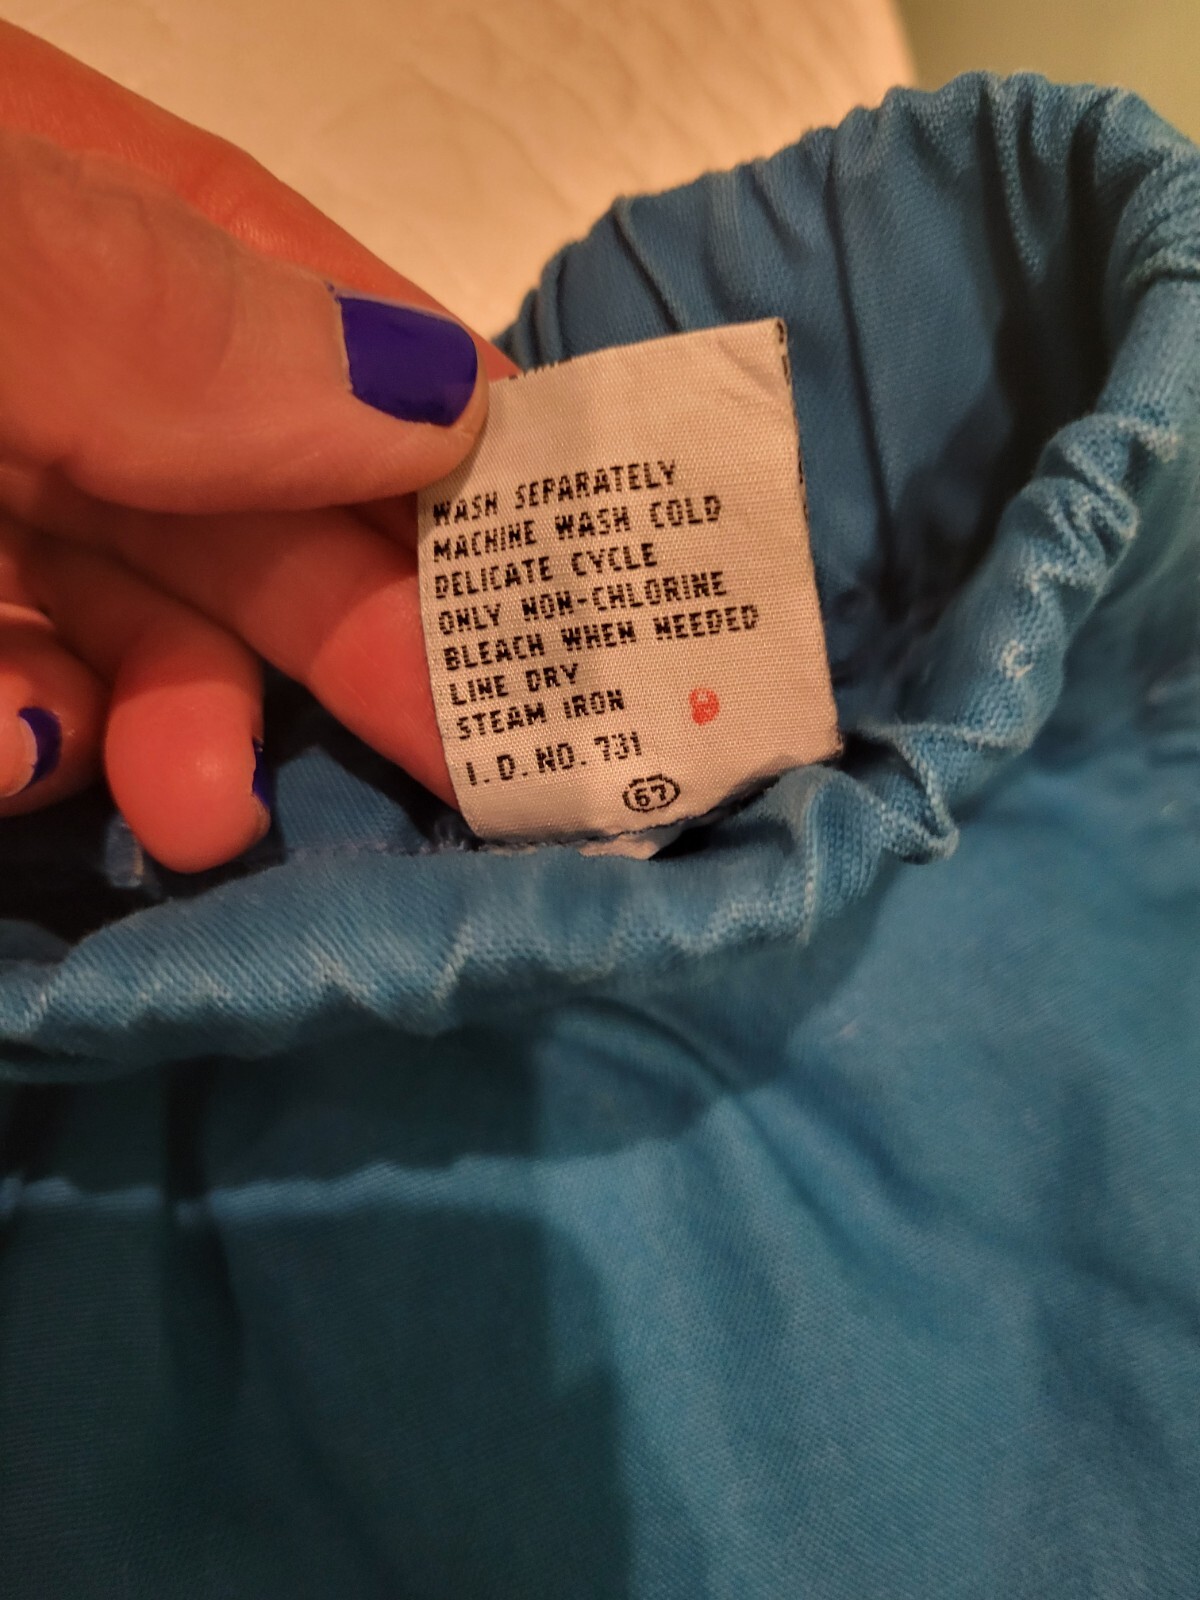 WASH SEPARATELY
MACHINE WASH COLD
DELICATE CYCLE
ONLY NON-CHLORINE
BLEACH WHEN NEEDED
LINE DRY
STEAM IRON
I.D. NO. 731
67